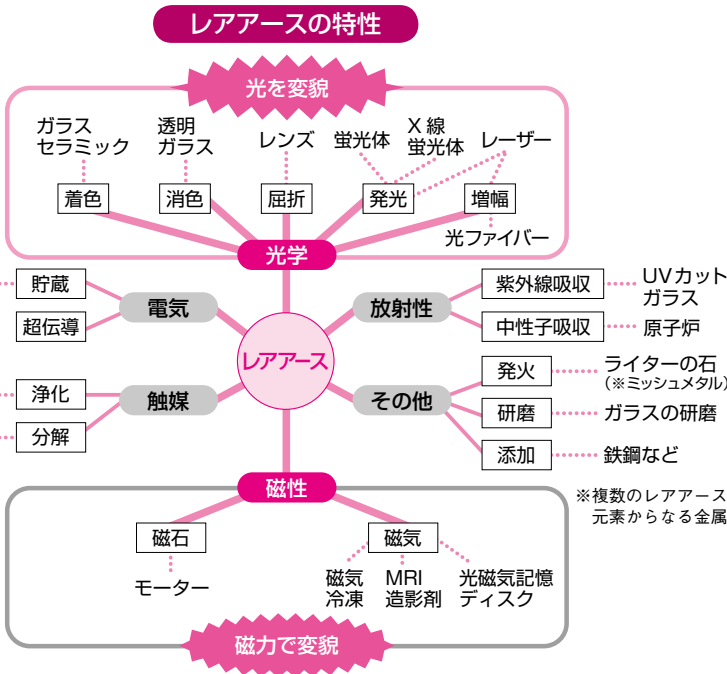 レアアースの特性
光を変貌
ガラス
セラミック
透明
ガラス
レンズ
蛍光体
X線
蛍光体
レーザー
着色
消色
屈折
発光
増幅
光ファイバー
光学
貯蔵
超伝導
電気
放射性
紫外線吸収
UVカット
ガラス
中性子吸収
原子炉
レアアース
浄化
分解
触媒
その他
発火
ライターの石
(※ミッシュメタル)
研磨
ガラスの研磨
添加
鉄鋼など
※複数のレアアース
元素からなる金属
磁性
磁石
モーター
磁気
磁気
冷凍
MRI
造影剤
光磁気記憶
ディスク
磁力で変貌